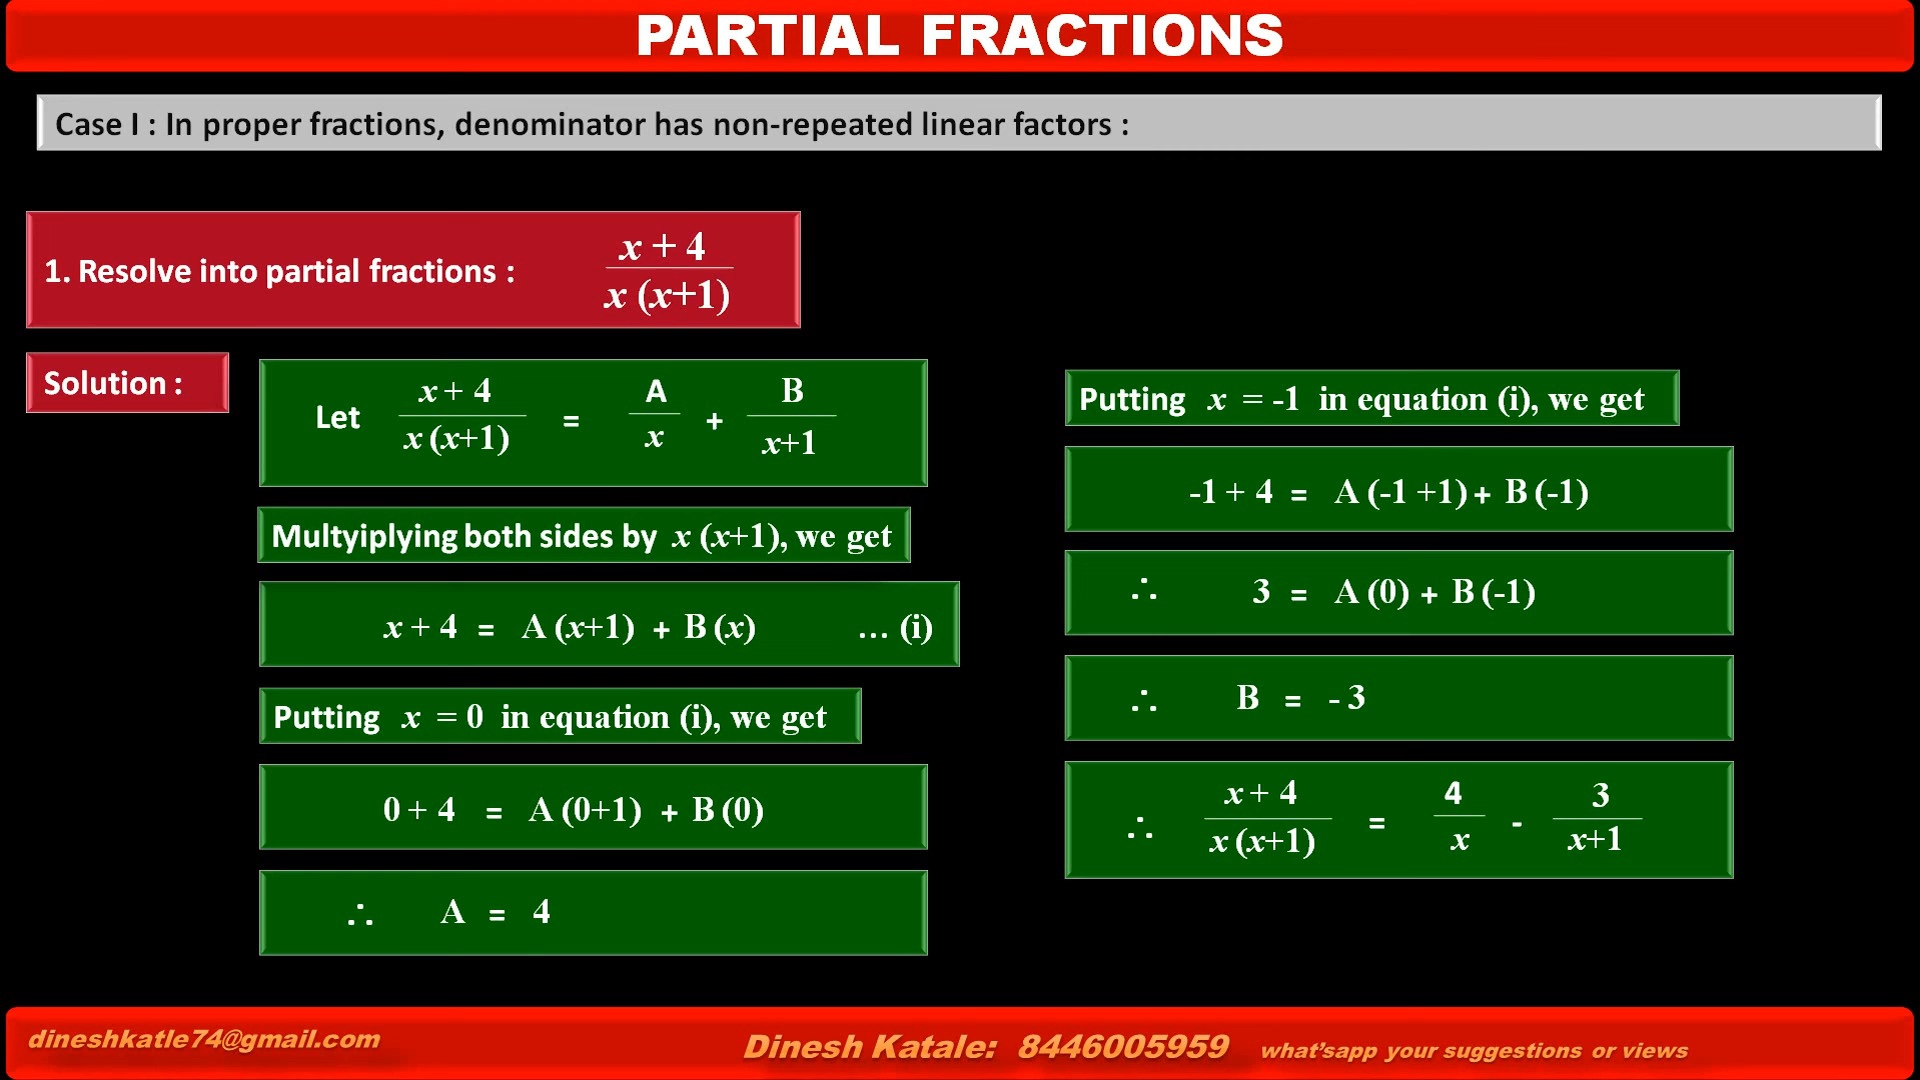 PARTIAL FRACTIONS
Case I : In proper fractions, denominator has non-repeated linear factors :
1. Resolve into partial fractions :
x + 4
x (x+1)
Solution :
Let x + 4 / x (x+1) = A / x + B / x+1
Multyiplying both sides by x (x+1), we get
x + 4 = A (x+1) + B (x) ... (i)
Putting x = 0 in equation (i), we get
0 + 4 = A (0+1) + B (0)
∴ A = 4
Putting x = -1 in equation (i), we get
-1 + 4 = A (-1 +1) + B (-1)
∴ 3 = A (0) + B (-1)
∴ B = - 3
∴ x + 4 / x (x+1) = 4 / x - 3 / x+1
dineshkatle74@gmail.com
Dinesh Katale: 8446005959 what'sapp your suggestions or views